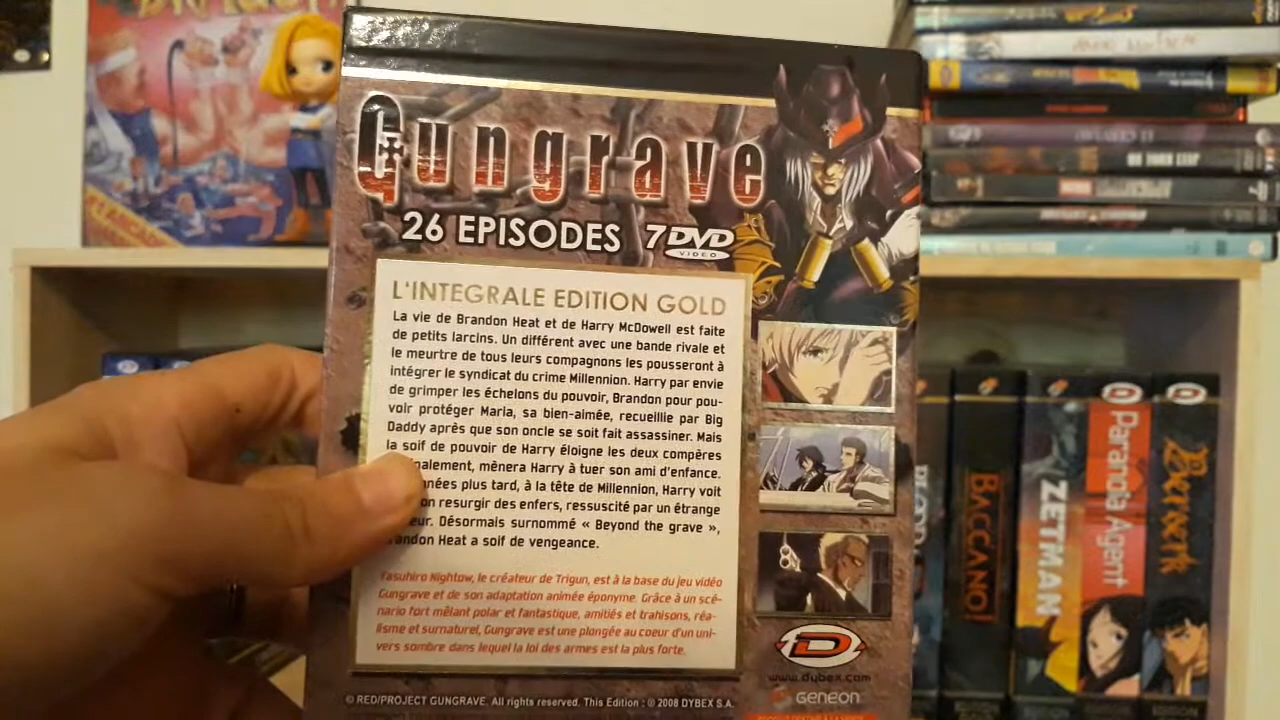 Gungrave
26 EPISODES 7 DVD
VIDEO
L'INTEGRALE EDITION GOLD
La vie de Brandon Heat et de Harry McDowell est faite
de petits larcins. Un différent avec une bande rivale et
le meurtre de tous leurs compagnons les pousseront à
intégrer le syndicat du crime Millennion. Harry par envie
de grimper les échelons du pouvoir, Brandon pour pou-
voir protéger Maria, sa bien-aimée, recueillie par Big
Daddy après que son oncle se soit fait assassiner. Mais
la soif de pouvoir de Harry éloigne les deux compères
mènera Harry à tuer son ami d'enfance.
plus tard, à la tête de Millennion, Harry voit
resurgir des enfers, ressuscité par un étrange
Désormais surnommé « Beyond the grave »,
Heat a soif de vengeance.
Yasuhiro Nightow, le créateur de Trigun, est à la base du jeu vidéo
Gungrave et de son adaptation animée éponyme. Grâce à un scé-
nario fort mêlant polar et fantastique, amitiés et trahisons, réa-
lisme et surnaturel, Gungrave est une plongée au coeur d'un uni-
vers sombre dans lequel la loi des armes est la plus forte.
D
www.dybex.com
GENEON
© RED/PROJECT GUNGRAVE. All rights reserved. This Edition : © 2008 DYBEX S.A.
BACCANO!
ZETMAN
Paranoia Agent
Berserk